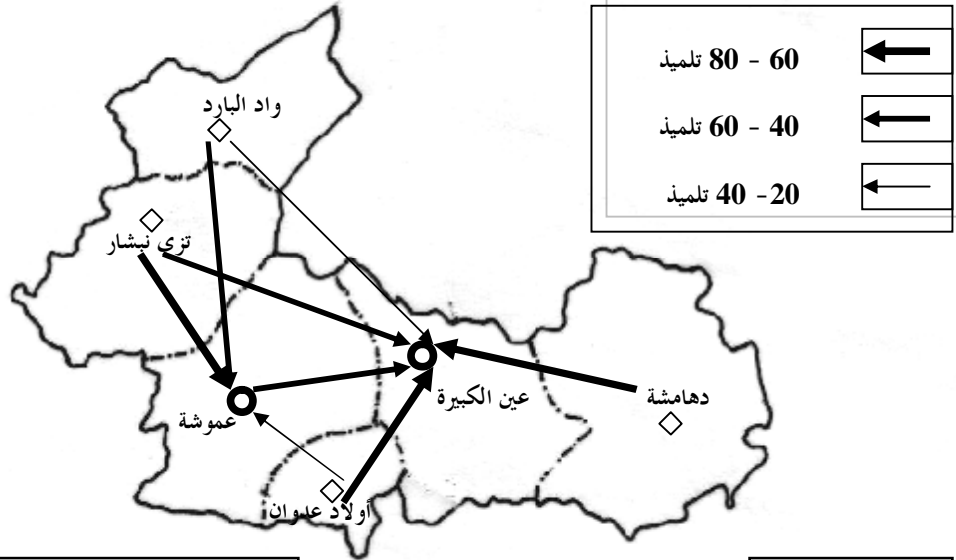 60 - 80 تلميذ
40 - 60 تلميذ
20- 40 تلميذ
واد البارد
تزي نبشار
عين الكبيرة
دهامشة
عموشة
أولاد عدوان